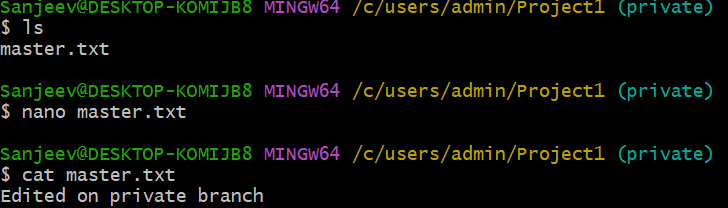 Sanjeev@DESKTOP-KOMIJB8 MINGW64 /c/users/admin/Project1 (private)
$ ls
master.txt
Sanjeev@DESKTOP-KOMIJB8 MINGW64 /c/users/admin/Project1 (private)
$ nano master.txt
Sanjeev@DESKTOP-KOMIJB8 MINGW64 /c/users/admin/Project1 (private)
$ cat master.txt
Edited on private branch